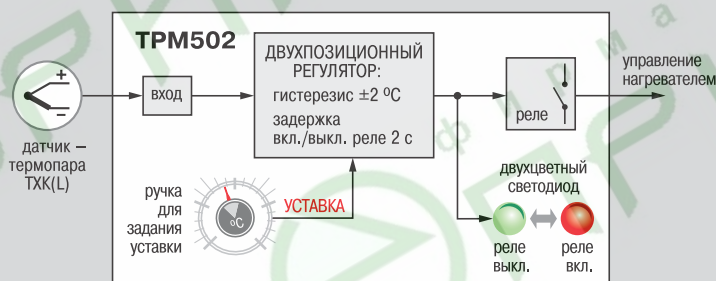 ТРМ502
ДВУХПОЗИЦИОННЫЙ
РЕГУЛЯТОР:
гистерезис ±2 ºС
задержка
вкл./выкл. реле 2 с
вход
+
–
датчик –
термопара
ТХК(L)
реле
управление
нагревателем
ручка
для
задания
уставки
ºС
УСТАВКА
двухцветный
светодиод
реле
выкл.
реле
вкл.
фирма